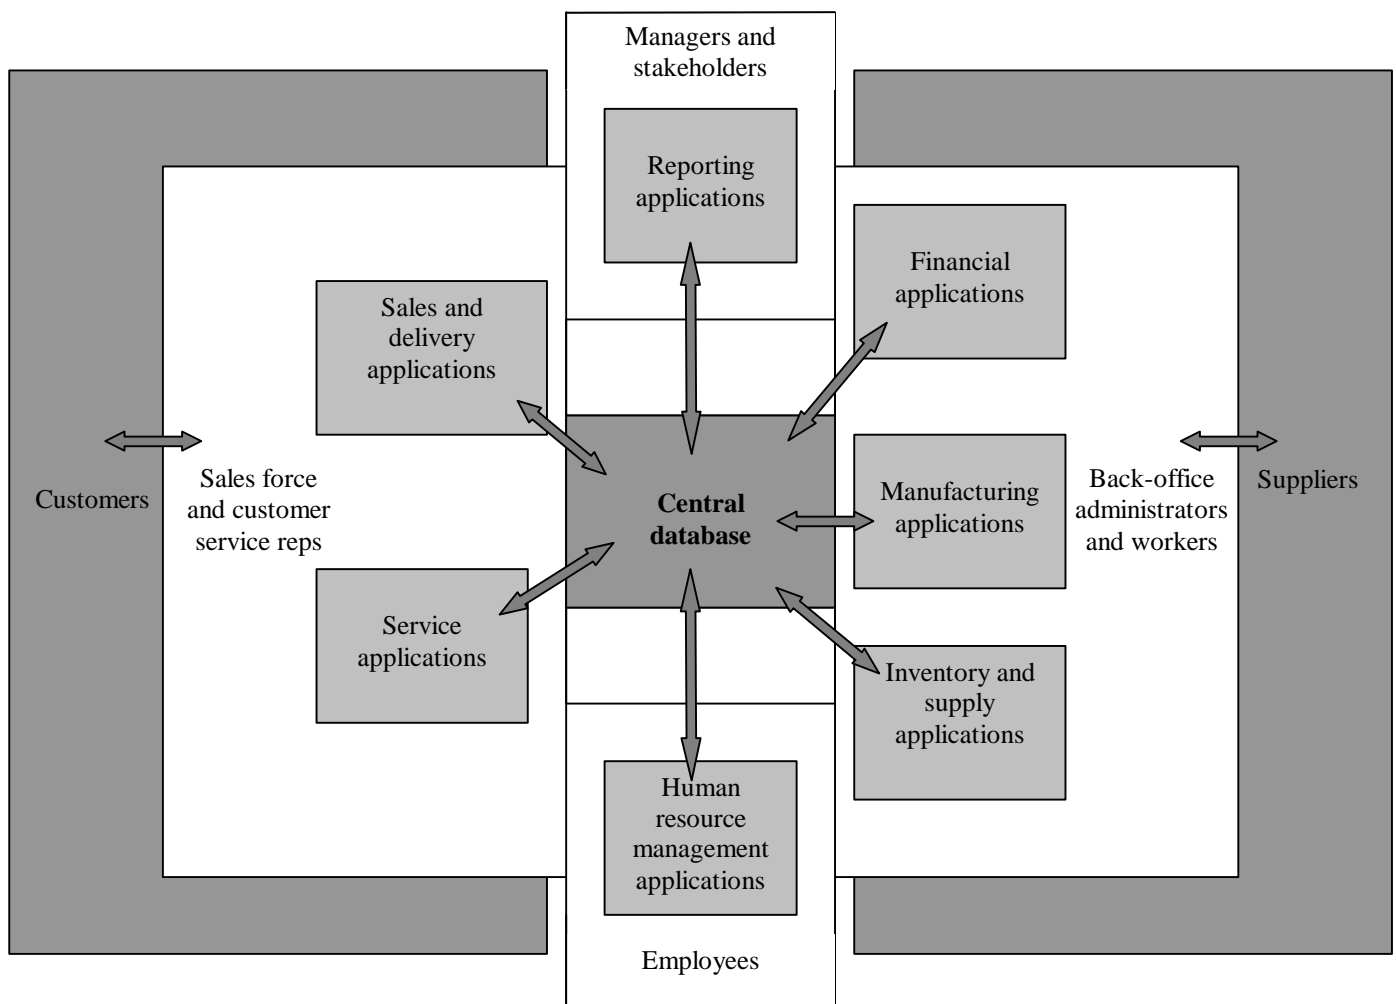 Managers and
stakeholders
Reporting
applications
Financial
applications
Sales and
delivery
applications
Customers
Sales force
and customer
service reps
Central
database
Manufacturing
applications
Back-office
administrators
and workers
Suppliers
Service
applications
Inventory and
supply
applications
Human
resource
management
applications
Employees